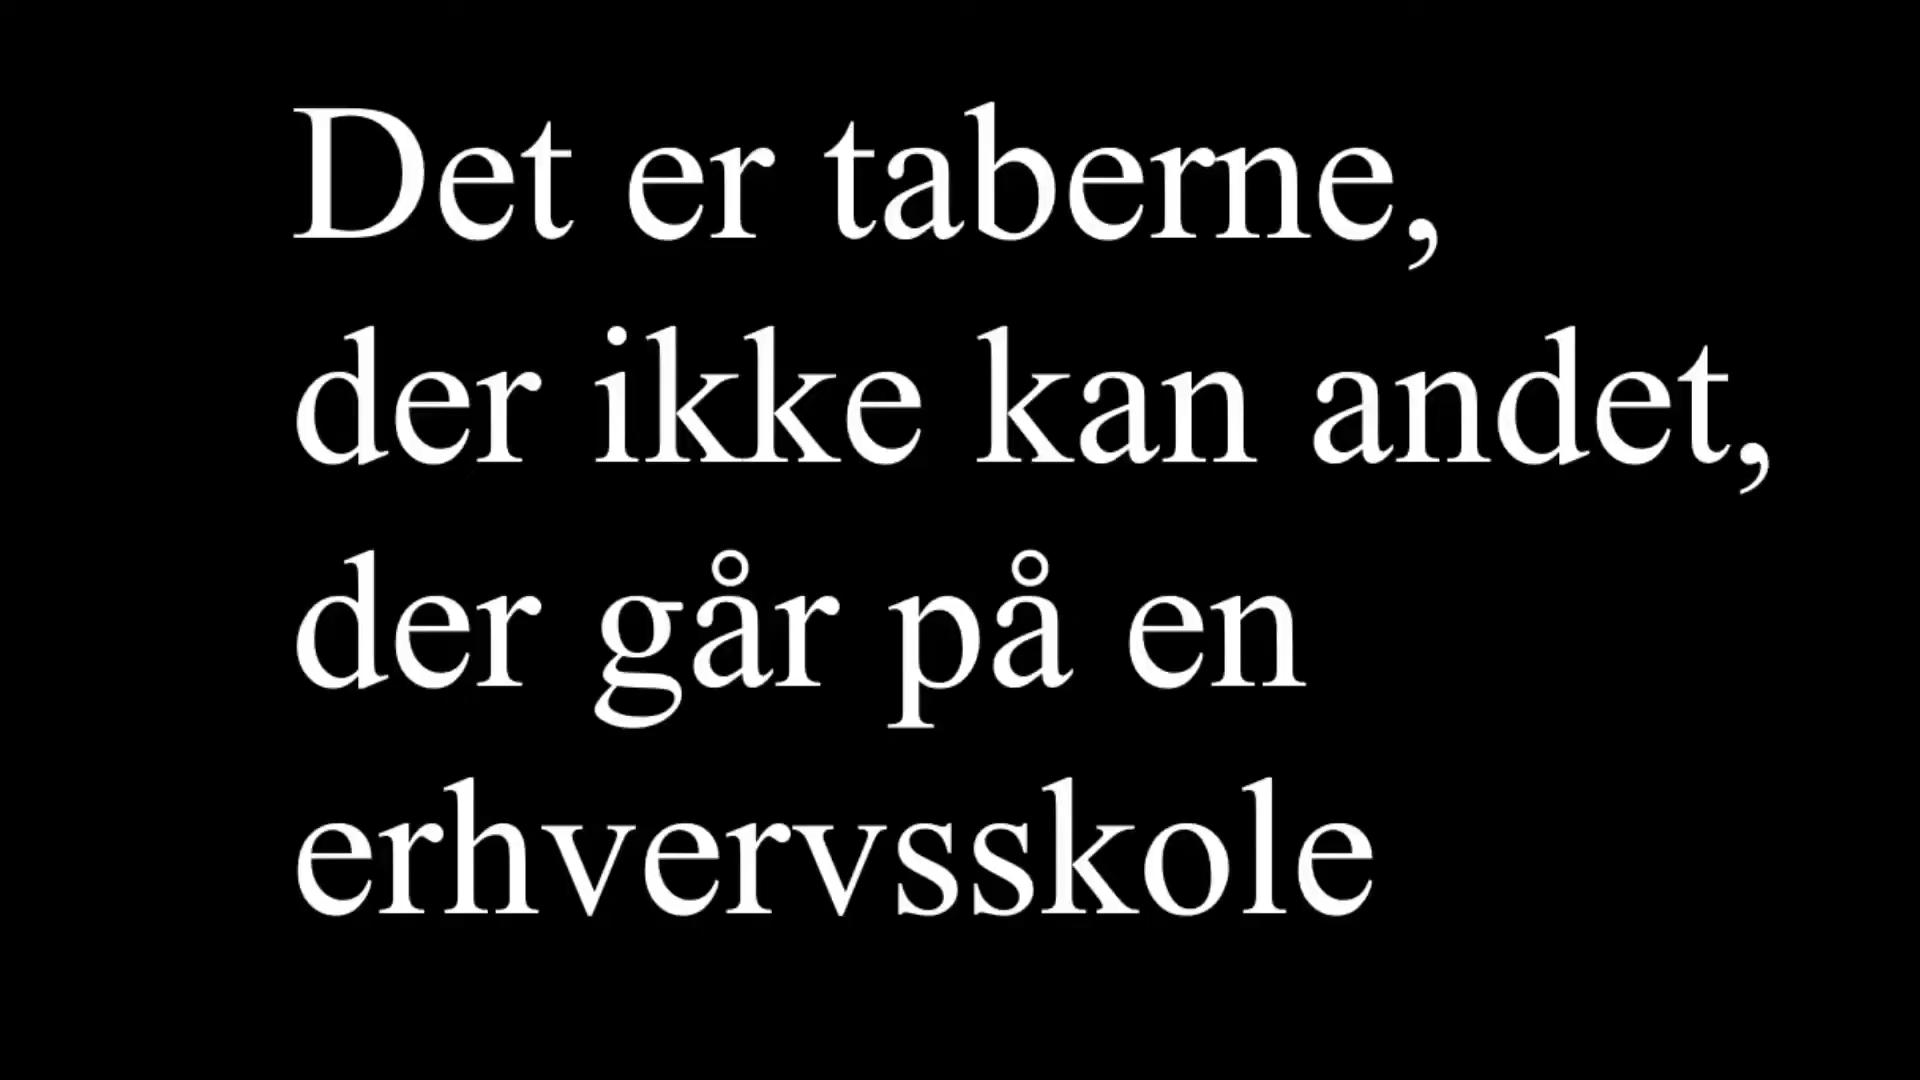 Det er taberne,
der ikke kan andet,
der går på en
erhvervsskole